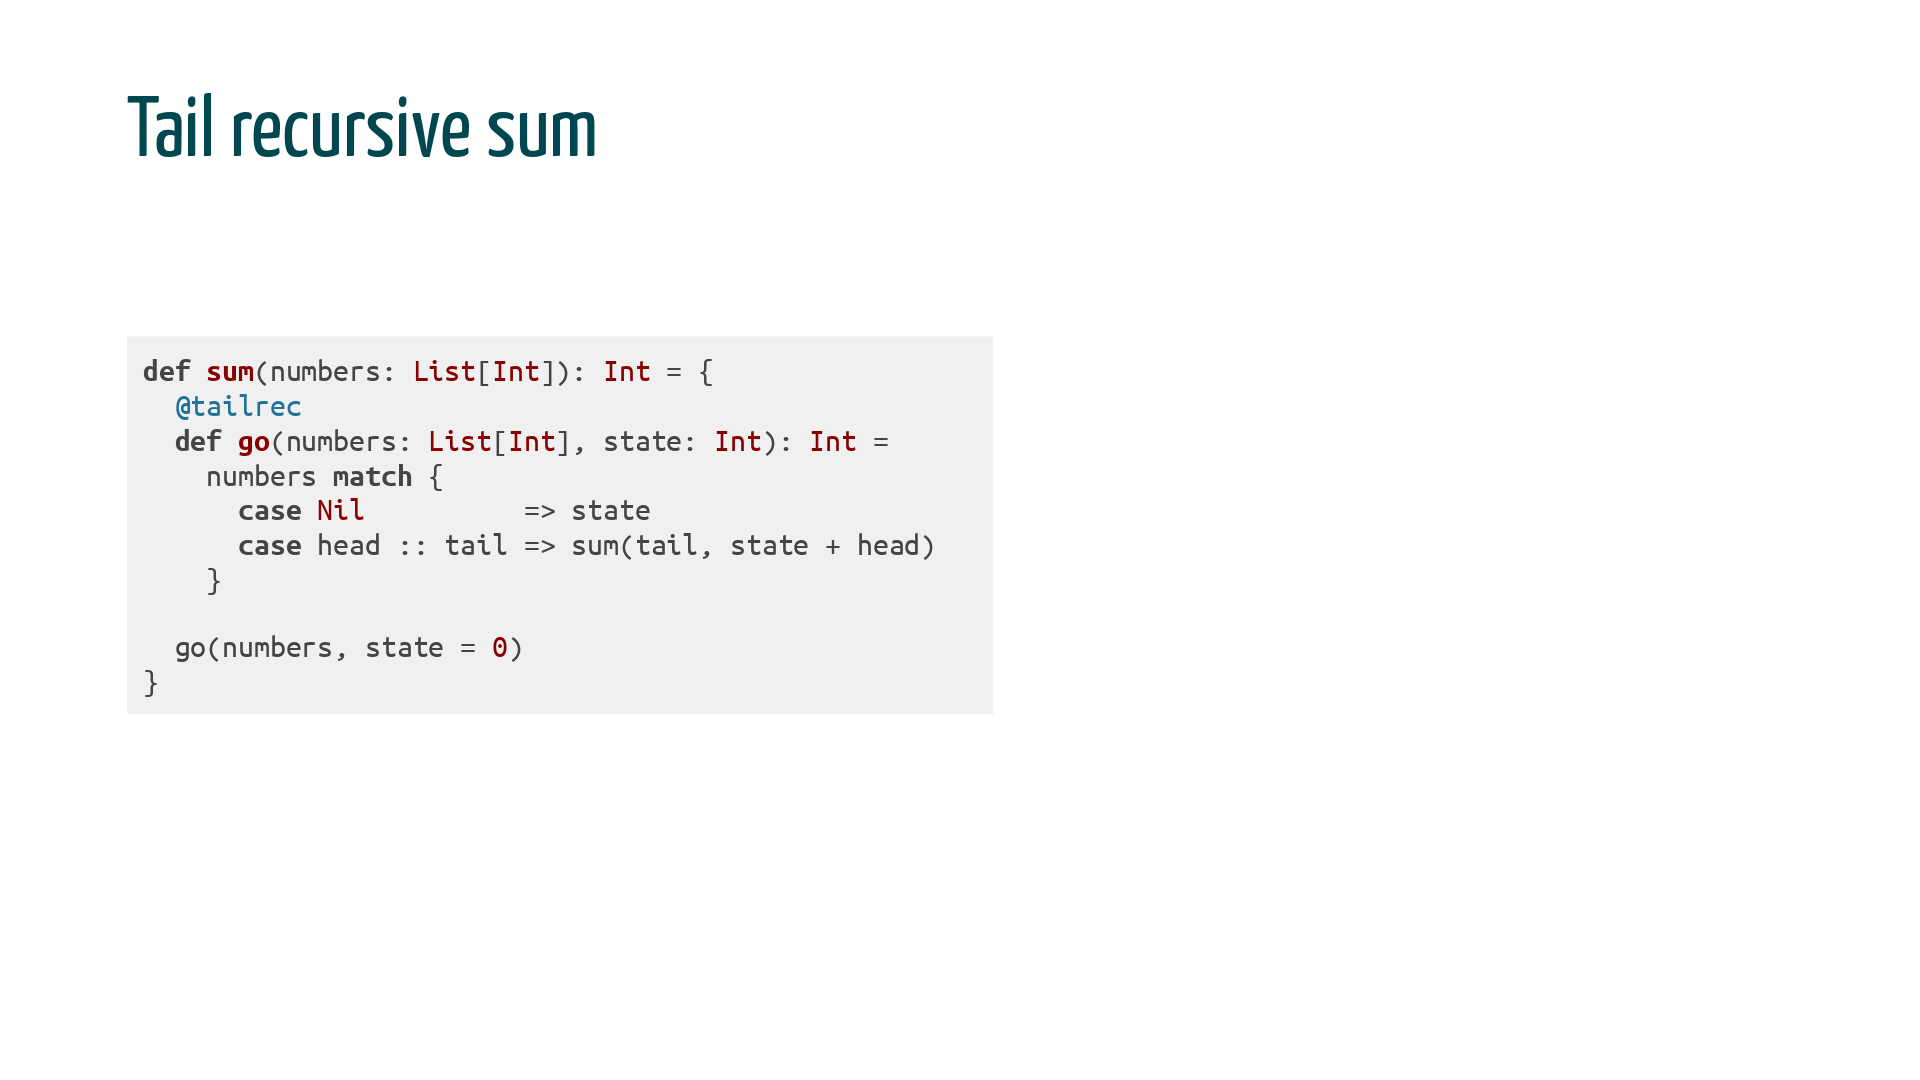 Tail recursive sum
def sum(numbers: List[Int]): Int = {
  @tailrec
  def go(numbers: List[Int], state: Int): Int =
    numbers match {
      case Nil          => state
      case head :: tail => sum(tail, state + head)
    }

  go(numbers, state = 0)
}